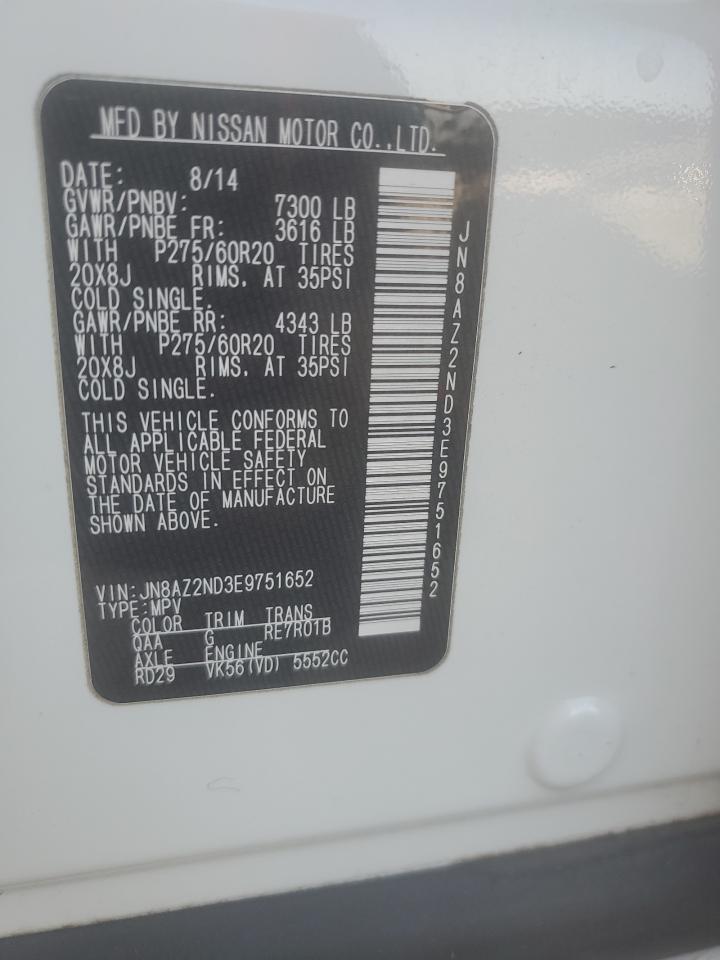 MFD BY NISSAN MOTOR CO.,LTD.
DATE: 8/14
GVWR/PNBV: 7300 LB
GAWR/PNBE FR: 3616 LB
WITH P275/60R20 TIRES
20X8J RIMS, AT 35PSI
COLD SINGLE.
GAWR/PNBE RR: 4343 LB
WITH P275/60R20 TIRES
20X8J RIMS, AT 35PSI
COLD SINGLE.
THIS VEHICLE CONFORMS TO
ALL APPLICABLE FEDERAL
MOTOR VEHICLE SAFETY
STANDARDS IN EFFECT ON
THE DATE OF MANUFACTURE
SHOWN ABOVE.
VIN:JN8AZ2ND3E9751652
TYPE:MPV
COLOR TRIM TRANS
QAA G RE7R01B
AXLE ENGINE
RD29 VK56(VD) 5552CC
JN8AZ2ND3E9751652